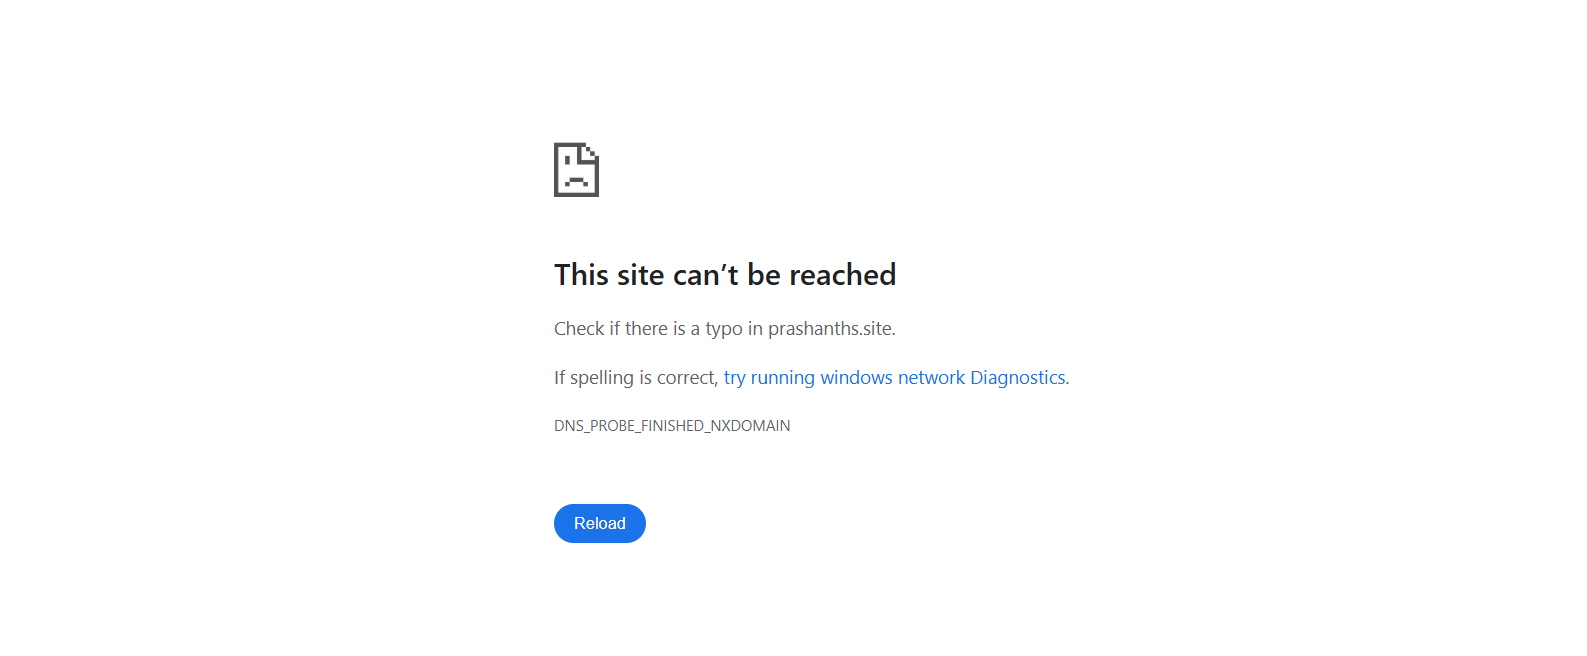 This site can’t be reached
Check if there is a typo in prashanths.site.
If spelling is correct, try running windows network Diagnostics.
DNS_PROBE_FINISHED_NXDOMAIN
Reload